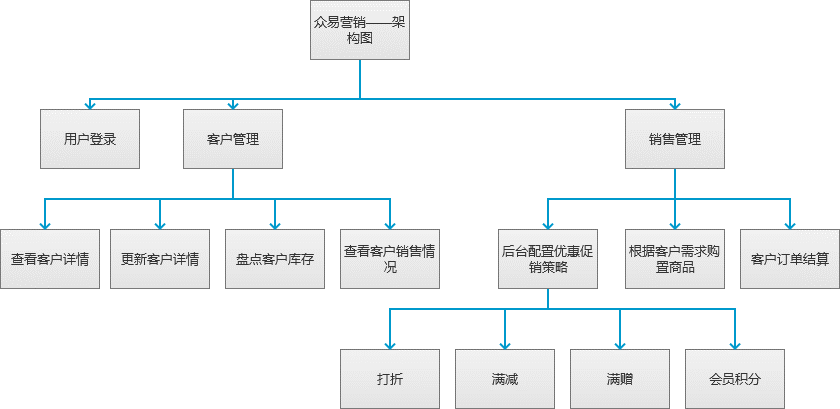 众易营销——架
构图
用户登录
客户管理
销售管理
查看客户详情
更新客户详情
盘点客户库存
查看客户销售情
况
后台配置优惠促
销策略
根据客户需求购
置商品
客户订单结算
打折
满减
满赠
会员积分